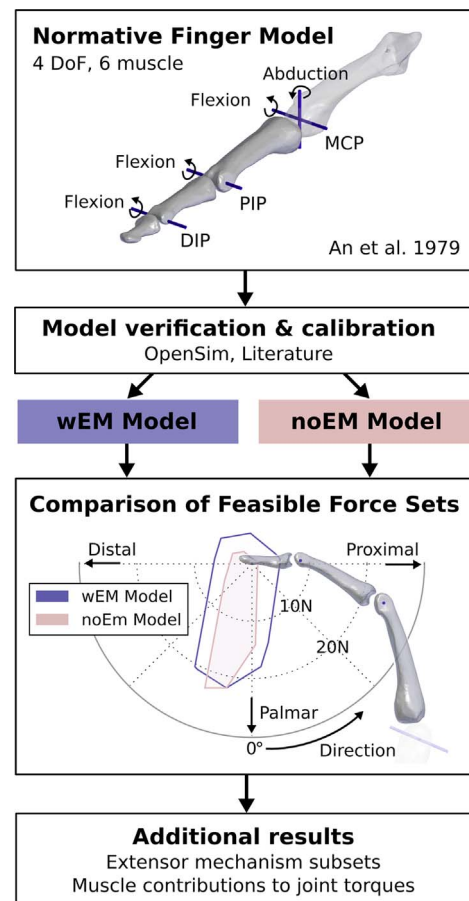 Normative Finger Model
4 DoF, 6 muscle
Abduction
Flexion
MCP
Flexion
PIP
Flexion
DIP
An et al. 1979
Model verification & calibration
OpenSim, Literature
wEM Model
noEM Model
Comparison of Feasible Force Sets
Distal
Proximal
wEM Model
noEm Model
10N
20N
Palmar
0°
Direction
Additional results
Extensor mechanism subsets
Muscle contributions to joint torques